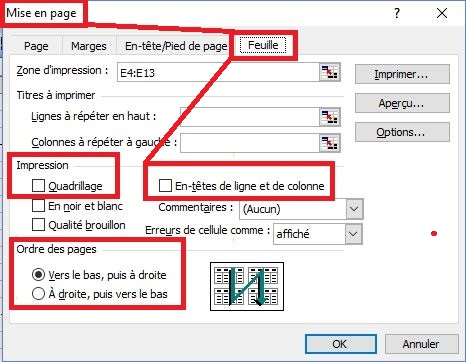 Mise en page
Page Marges En-tête/Pied de page Feuille
Zone d'impression : E4:E13
Imprimer...
Titres à imprimer
Aperçu...
Lignes à répéter en haut :
Options...
Colonnes à répéter à gauche :
Impression
Quadrillage En-têtes de ligne et de colonne
En noir et blanc Commentaires : (Aucun)
Qualité brouillon Erreurs de cellule comme : affiché
Ordre des pages
Vers le bas, puis à droite
À droite, puis vers le bas
OK Annuler